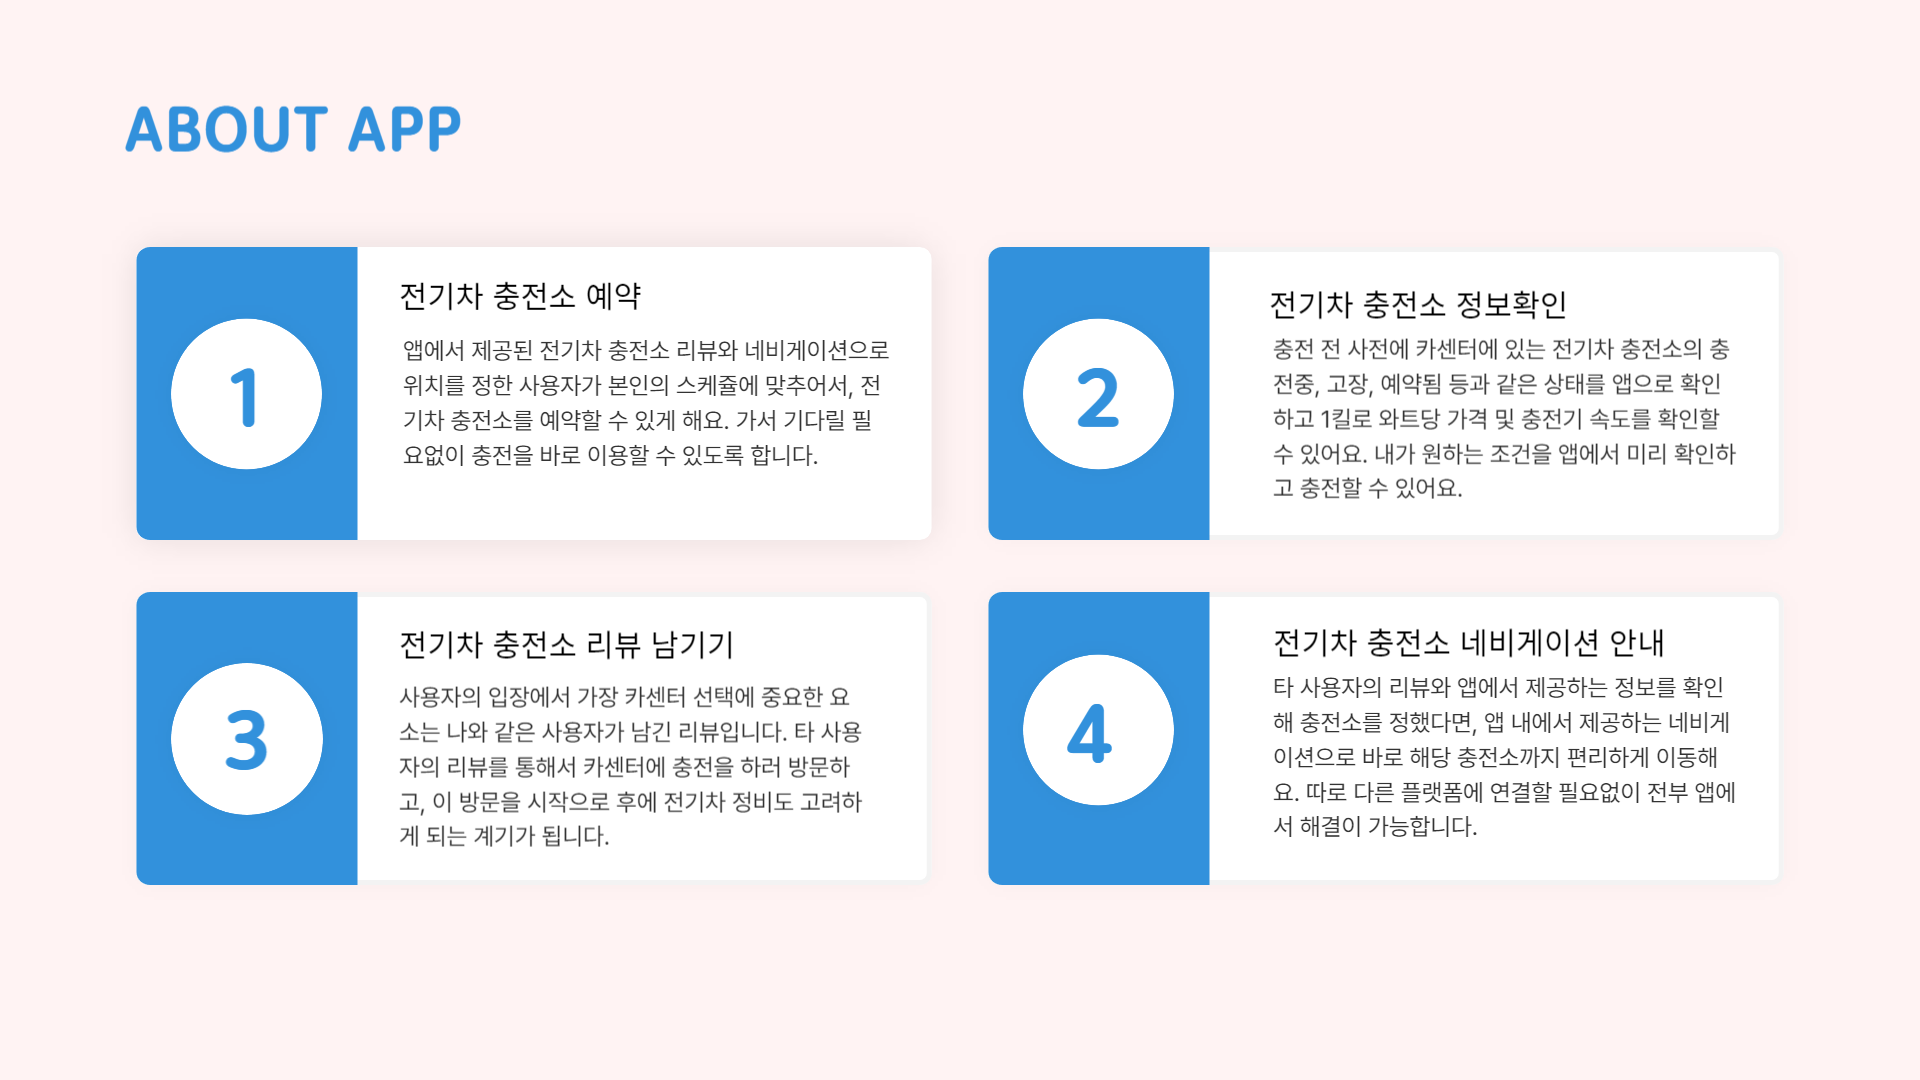 ABOUT APP
1
전기차 충전소 예약
앱에서 제공된 전기차 충전소 리뷰와 네비게이션으로
위치를 정한 사용자가 본인의 스케쥴에 맞추어서, 전
기차 충전소를 예약할 수 있게 해요. 가서 기다릴 필
요없이 충전을 바로 이용할 수 있도록 합니다.
2
전기차 충전소 정보확인
충전 전 사전에 카센터에 있는 전기차 충전소의 충
전중, 고장, 예약됨 등과 같은 상태를 앱으로 확인
하고 1킬로 와트당 가격 및 충전기 속도를 확인할
수 있어요. 내가 원하는 조건을 앱에서 미리 확인하
고 충전할 수 있어요.
3
전기차 충전소 리뷰 남기기
사용자의 입장에서 가장 카센터 선택에 중요한 요
소는 나와 같은 사용자가 남긴 리뷰입니다. 타 사용
자의 리뷰를 통해서 카센터에 충전을 하러 방문하
고, 이 방문을 시작으로 후에 전기차 정비도 고려하
게 되는 계기가 됩니다.
4
전기차 충전소 네비게이션 안내
타 사용자의 리뷰와 앱에서 제공하는 정보를 확인
해 충전소를 정했다면, 앱 내에서 제공하는 네비게
이션으로 바로 해당 충전소까지 편리하게 이동해
요. 따로 다른 플랫폼에 연결할 필요없이 전부 앱에
서 해결이 가능합니다.